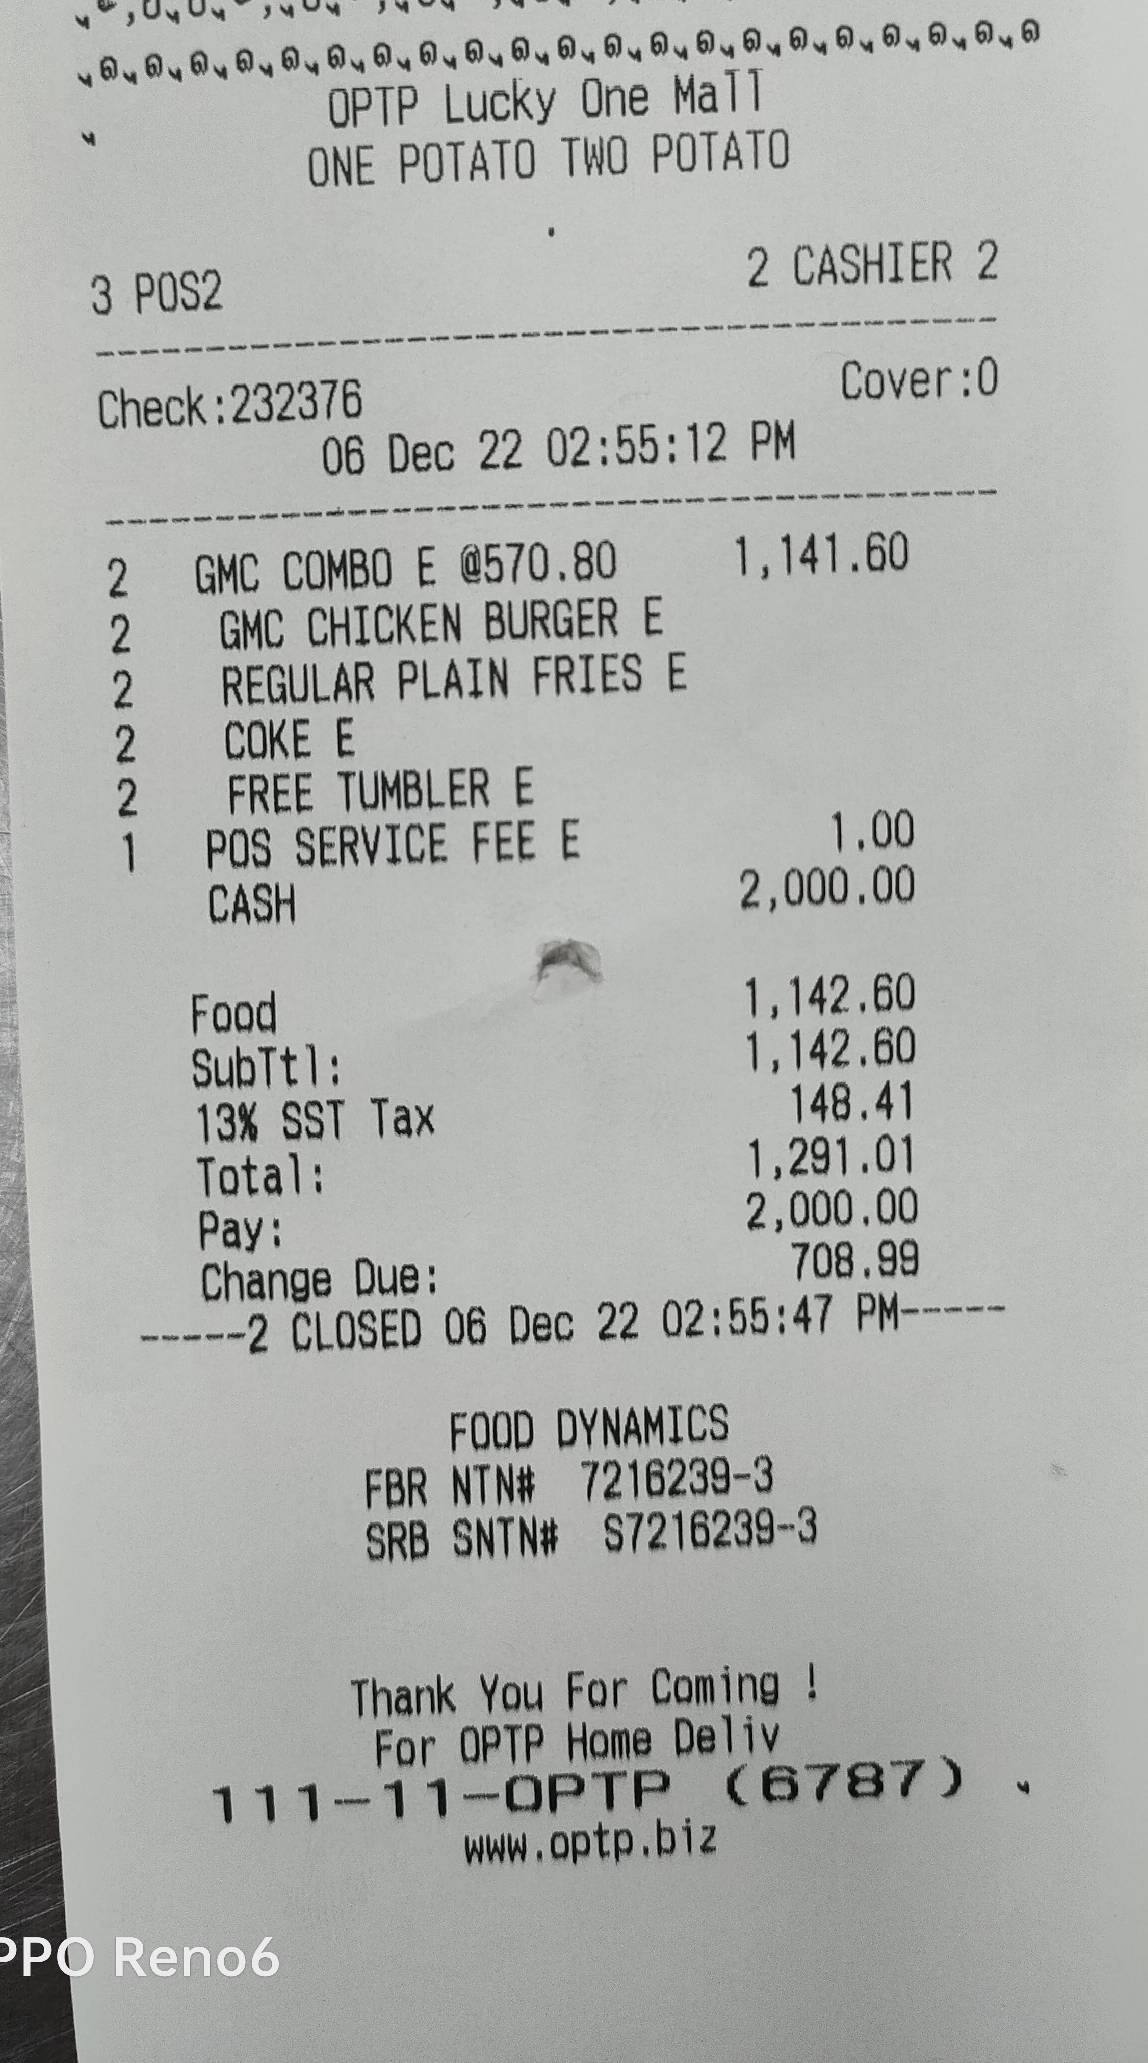 OPTP Lucky One Mall
ONE POTATO TWO POTATO
3 POS2 2 CASHIER 2
Check:232376 Cover:0
06 Dec 22 02:55:12 PM
2 GMC COMBO E @570.80 1,141.60
2 GMC CHICKEN BURGER E
2 REGULAR PLAIN FRIES E
2 COKE E
2 FREE TUMBLER E
1 POS SERVICE FEE E 1.00
CASH 2,000.00
Food 1,142.60
SubTtl: 1,142.60
13% SST Tax 148.41
Total: 1,291.01
Pay: 2,000.00
Change Due: 708.99
-----2 CLOSED 06 Dec 22 02:55:47 PM-----
FOOD DYNAMICS
FBR NTN# 7216239-3
SRB SNTN# S7216239-3
Thank You For Coming !
For OPTP Home Deliv
111-11-OPTP (6787)
www.optp.biz
PPO Reno6